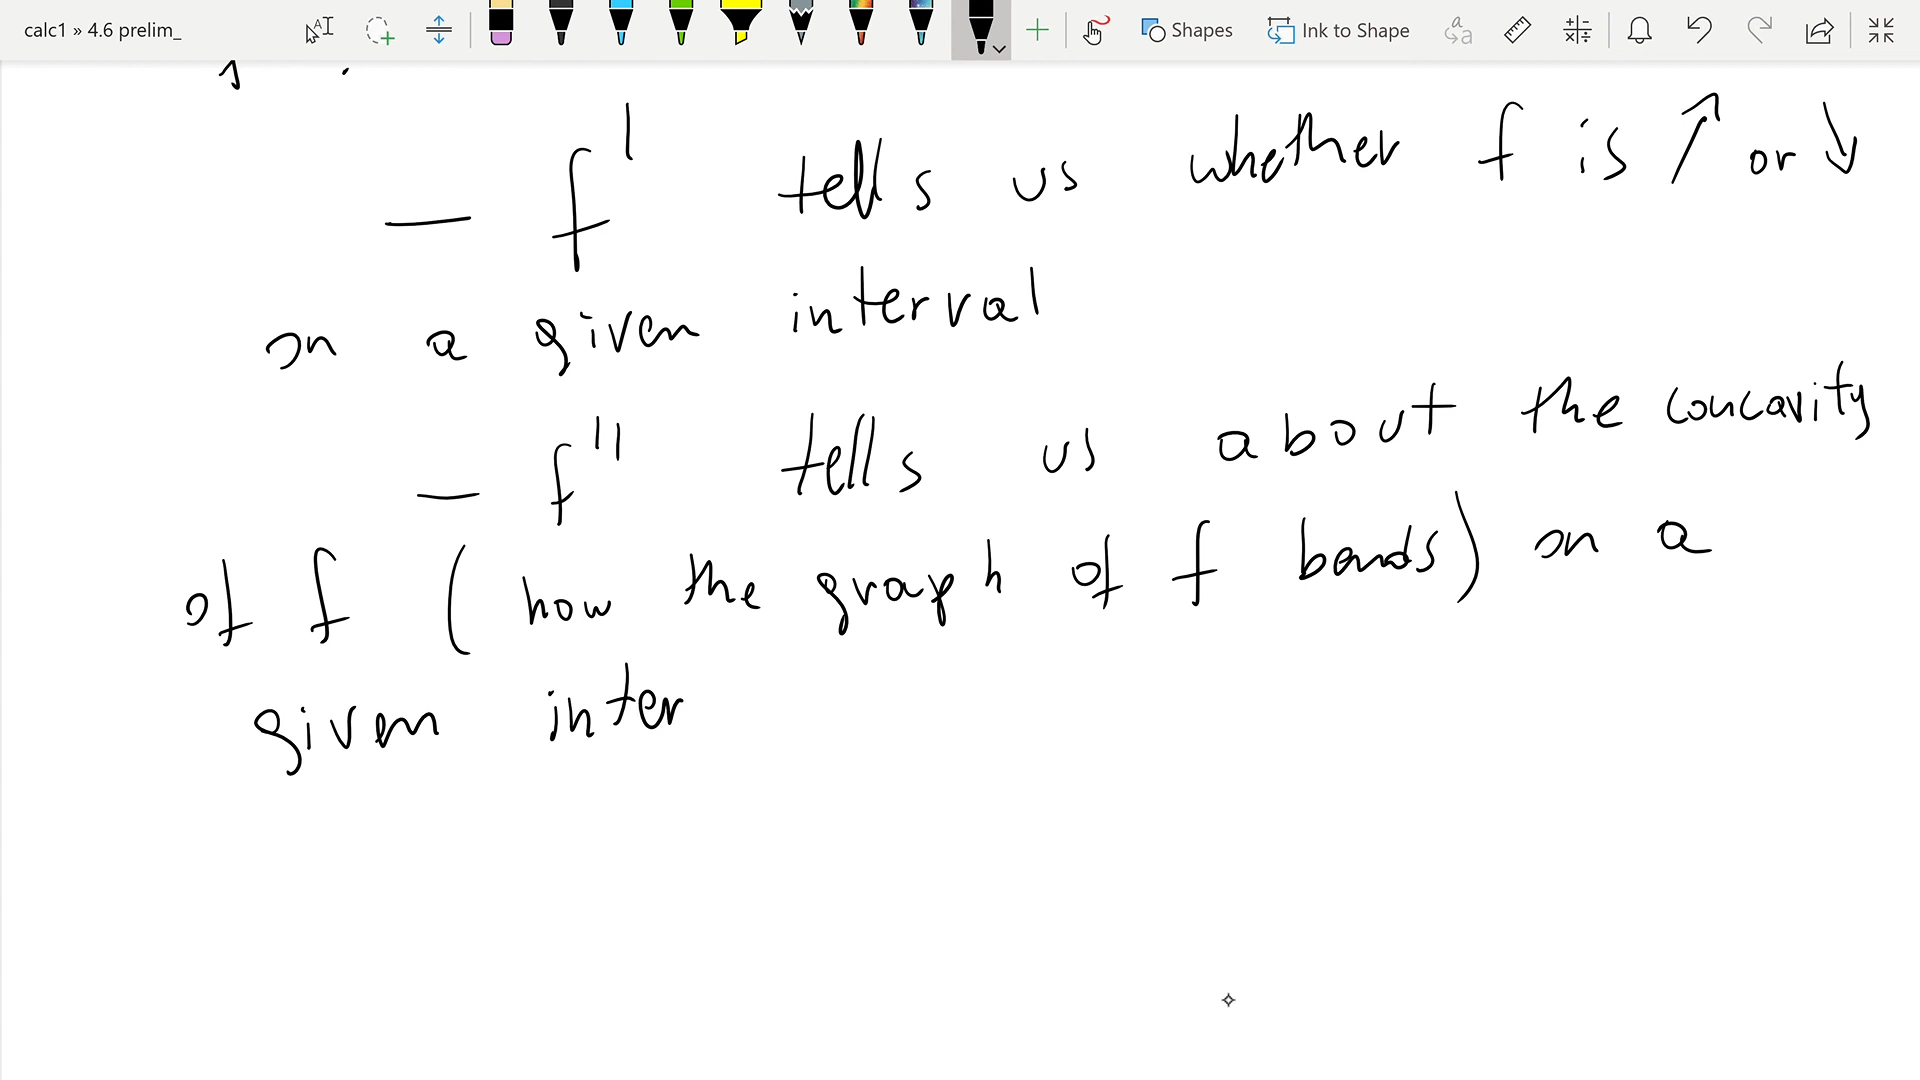 calc1 » 4.6 prelim_ Shapes Ink to Shape
— f' tells us whether f is ↗ or ↘
on a given interval
— f'' tells us about the concavity
of f (how the graph of f bends) on a
given inter